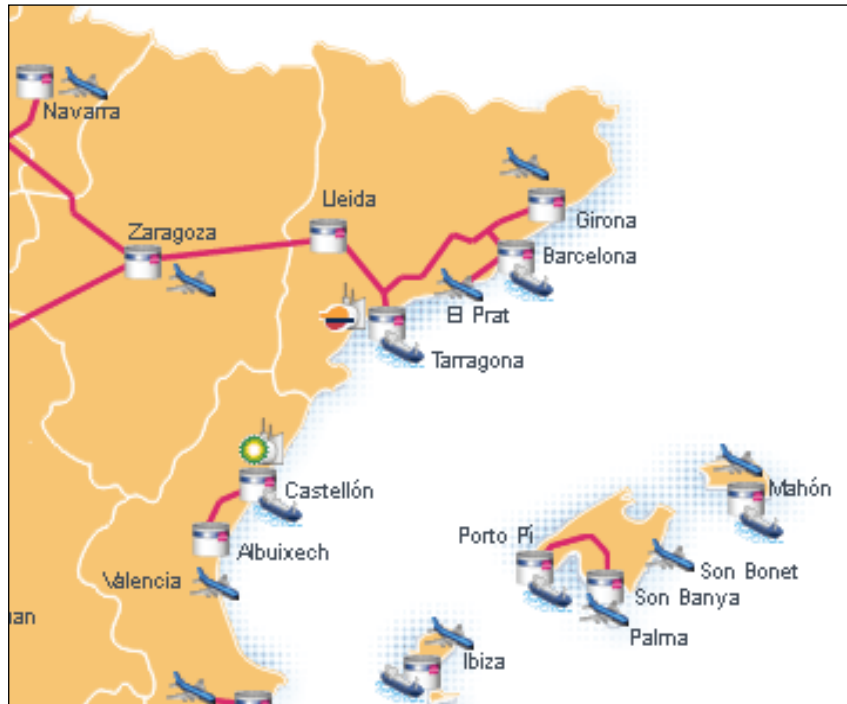 Navarra
Lleida
Zaragoza
Girona
Barcelona
El Prat
Tarragona
Castellón
Mahón
Porto Pí
Albuixech
Valencia
Son Bonet
Son Banya
Palma
Ibiza